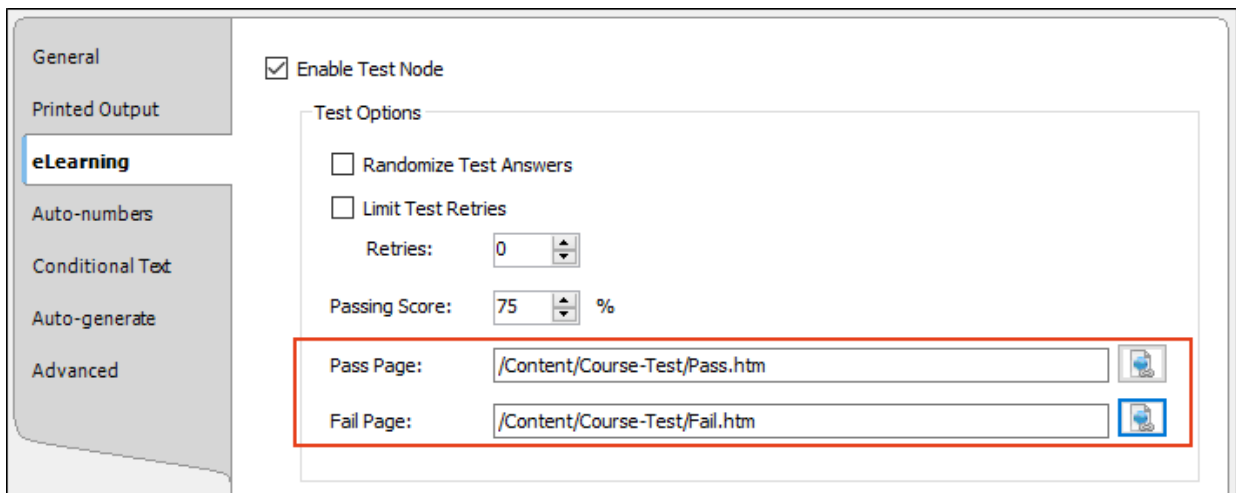 General
Printed Output
eLearning
Auto-numbers
Conditional Text
Auto-generate
Advanced
Enable Test Node
Test Options
Randomize Test Answers
Limit Test Retries
Retries: 0
Passing Score: 75 %
Pass Page: /Content/Course-Test/Pass.htm
Fail Page: /Content/Course-Test/Fail.htm